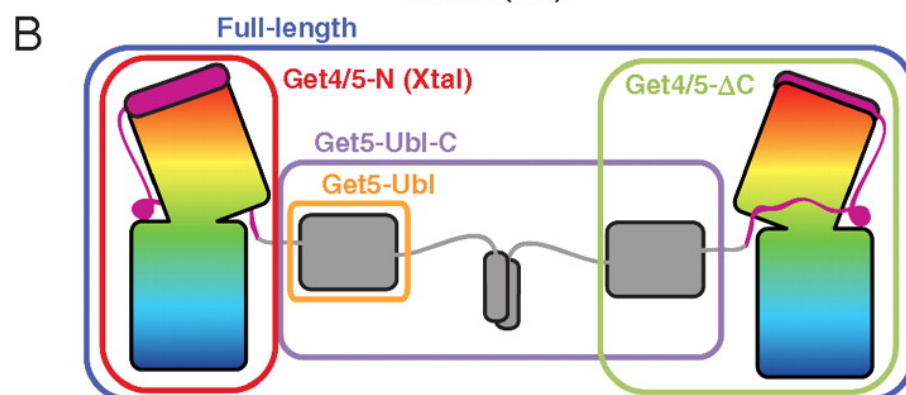 B
Full-length
Get4/5-N (Xtal)
Get4/5-ΔC
Get5-Ubl-C
Get5-Ubl